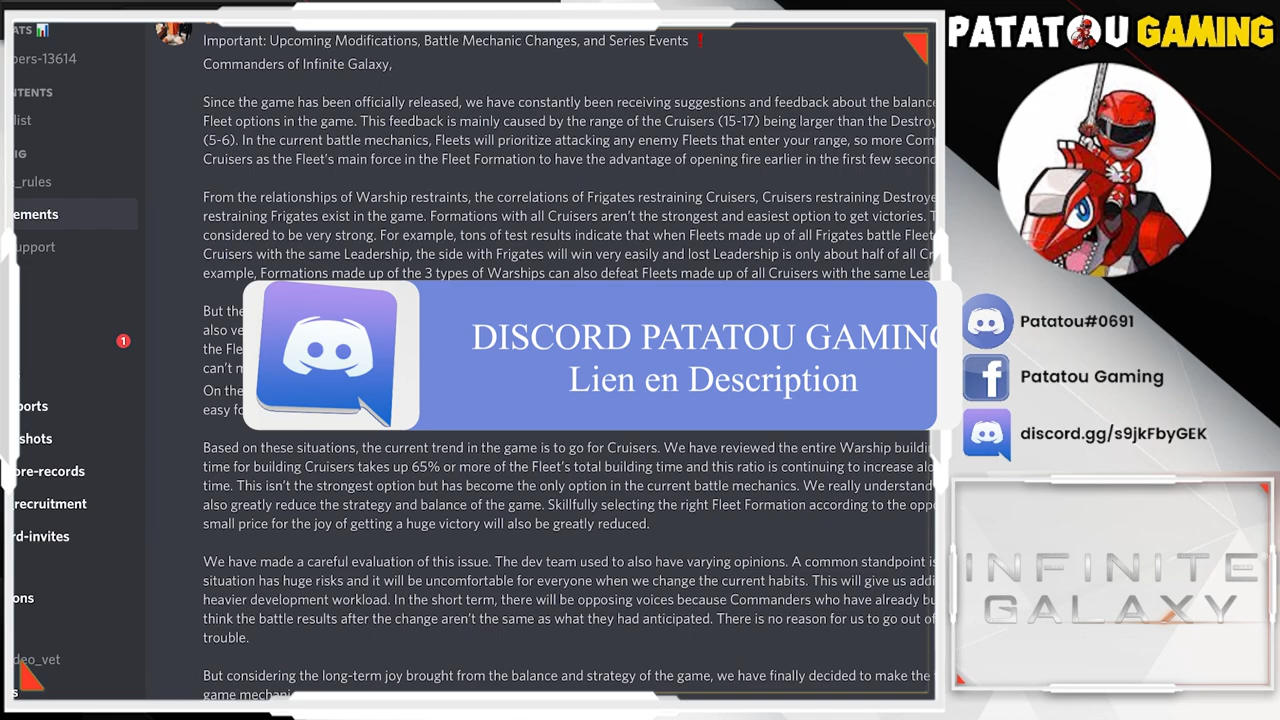 ATS
bers-13614
NTENTS
list
IG
_rules
ements
upport
1
ports
shots
ore-records
recruitment
rd-invites
ons
deo_vet
s
Important: Upcoming Modifications, Battle Mechanic Changes, and Series Events ❗
Commanders of Infinite Galaxy,
Since the game has been officially released, we have constantly been receiving suggestions and feedback about the balance
Fleet options in the game. This feedback is mainly caused by the range of the Cruisers (15-17) being larger than the Destroy
(5-6). In the current battle mechanics, Fleets will prioritize attacking any enemy Fleets that enter your range, so more Com
Cruisers as the Fleet's main force in the Fleet Formation to have the advantage of opening fire earlier in the first few second
From the relationships of Warship restraints, the correlations of Frigates restraining Cruisers, Cruisers restraining Destroye
restraining Frigates exist in the game. Formations with all Cruisers aren't the strongest and easiest option to get victories. T
considered to be very strong. For example, tons of test results indicate that when Fleets made up of all Frigates battle Fleet
Cruisers with the same Leadership, the side with Frigates will win very easily and lost Leadership is only about half of all Cr
example, Formations made up of the 3 types of Warships can also defeat Fleets made up of all Cruisers with the same Lea
But the
also ve
the Fle
can't m
On the
easy fo
DISCORD PATATOU GAMING
Lien en Description
Based on these situations, the current trend in the game is to go for Cruisers. We have reviewed the entire Warship buildi
time for building Cruisers takes up 65% or more of the Fleet's total building time and this ratio is continuing to increase alo
time. This isn't the strongest option but has become the only option in the current battle mechanics. We really understand
also greatly reduce the strategy and balance of the game. Skillfully selecting the right Fleet Formation according to the oppo
small price for the joy of getting a huge victory will also be greatly reduced.
We have made a careful evaluation of this issue. The dev team used to also have varying opinions. A common standpoint is
situation has huge risks and it will be uncomfortable for everyone when we change the current habits. This will give us addi
heavier development workload. In the short term, there will be opposing voices because Commanders who have already bu
think the battle results after the change aren't the same as what they had anticipated. There is no reason for us to go out of
trouble.
But considering the long-term joy brought from the balance and strategy of the game, we have finally decided to make the
game mechani
PATATOU GAMING
Patatou#0691
Patatou Gaming
discord.gg/s9jkFbyGEK
INFINITE
GALAXY